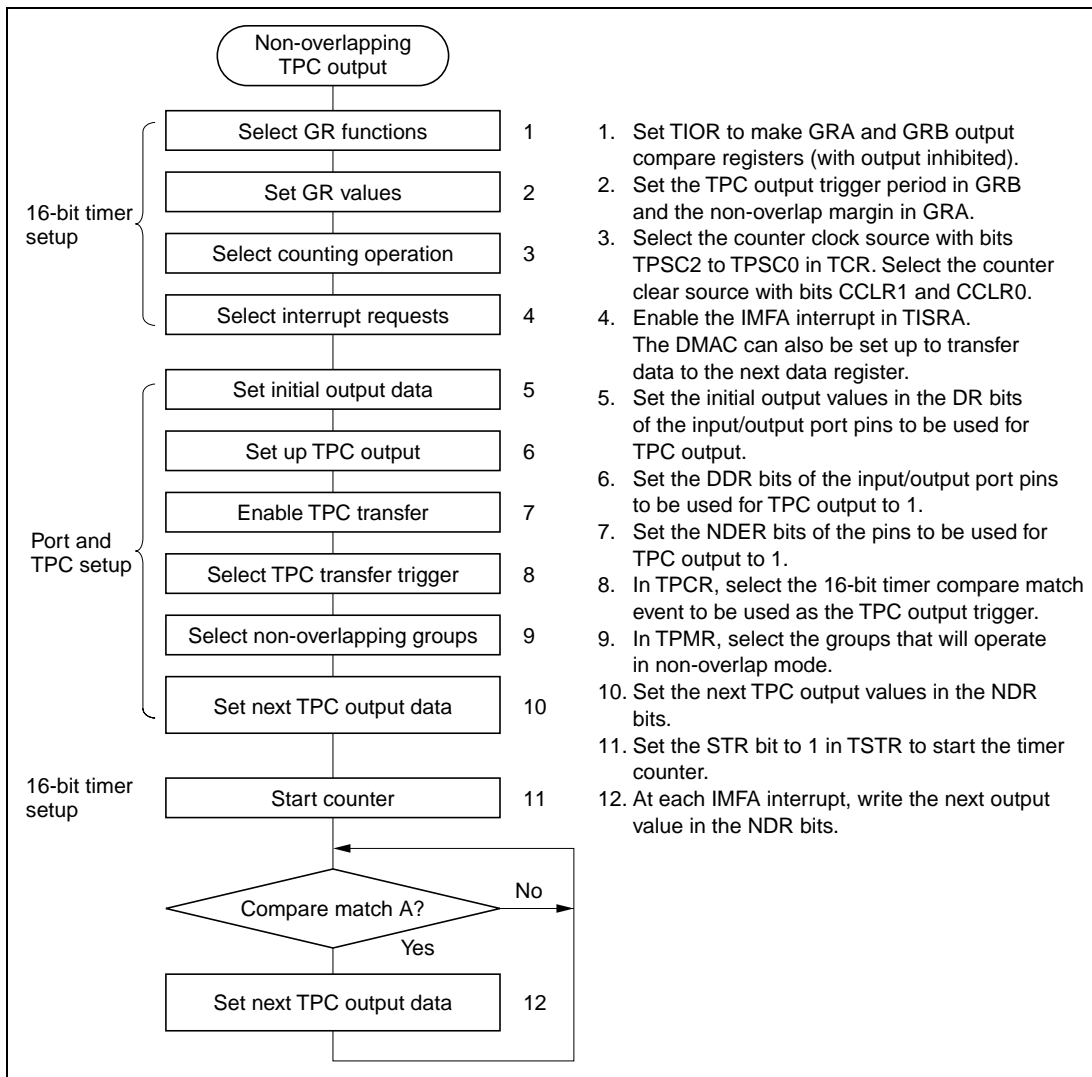 Non-overlapping
TPC output
16-bit timer
setup
Select GR functions 1
Set GR values 2
Select counting operation 3
Select interrupt requests 4
Port and
TPC setup
Set initial output data 5
Set up TPC output 6
Enable TPC transfer 7
Select TPC transfer trigger 8
Select non-overlapping groups 9
Set next TPC output data 10
16-bit timer
setup
Start counter 11
Compare match A?
No
Yes
Set next TPC output data 12
1. Set TIOR to make GRA and GRB output
compare registers (with output inhibited).
2. Set the TPC output trigger period in GRB
and the non-overlap margin in GRA.
3. Select the counter clock source with bits
TPSC2 to TPSC0 in TCR. Select the counter
clear source with bits CCLR1 and CCLR0.
4. Enable the IMFA interrupt in TISRA.
The DMAC can also be set up to transfer
data to the next data register.
5. Set the initial output values in the DR bits
of the input/output port pins to be used for
TPC output.
6. Set the DDR bits of the input/output port pins
to be used for TPC output to 1.
7. Set the NDER bits of the pins to be used for
TPC output to 1.
8. In TPCR, select the 16-bit timer compare match
event to be used as the TPC output trigger.
9. In TPMR, select the groups that will operate
in non-overlap mode.
10. Set the next TPC output values in the NDR
bits.
11. Set the STR bit to 1 in TSTR to start the timer
counter.
12. At each IMFA interrupt, write the next output
value in the NDR bits.